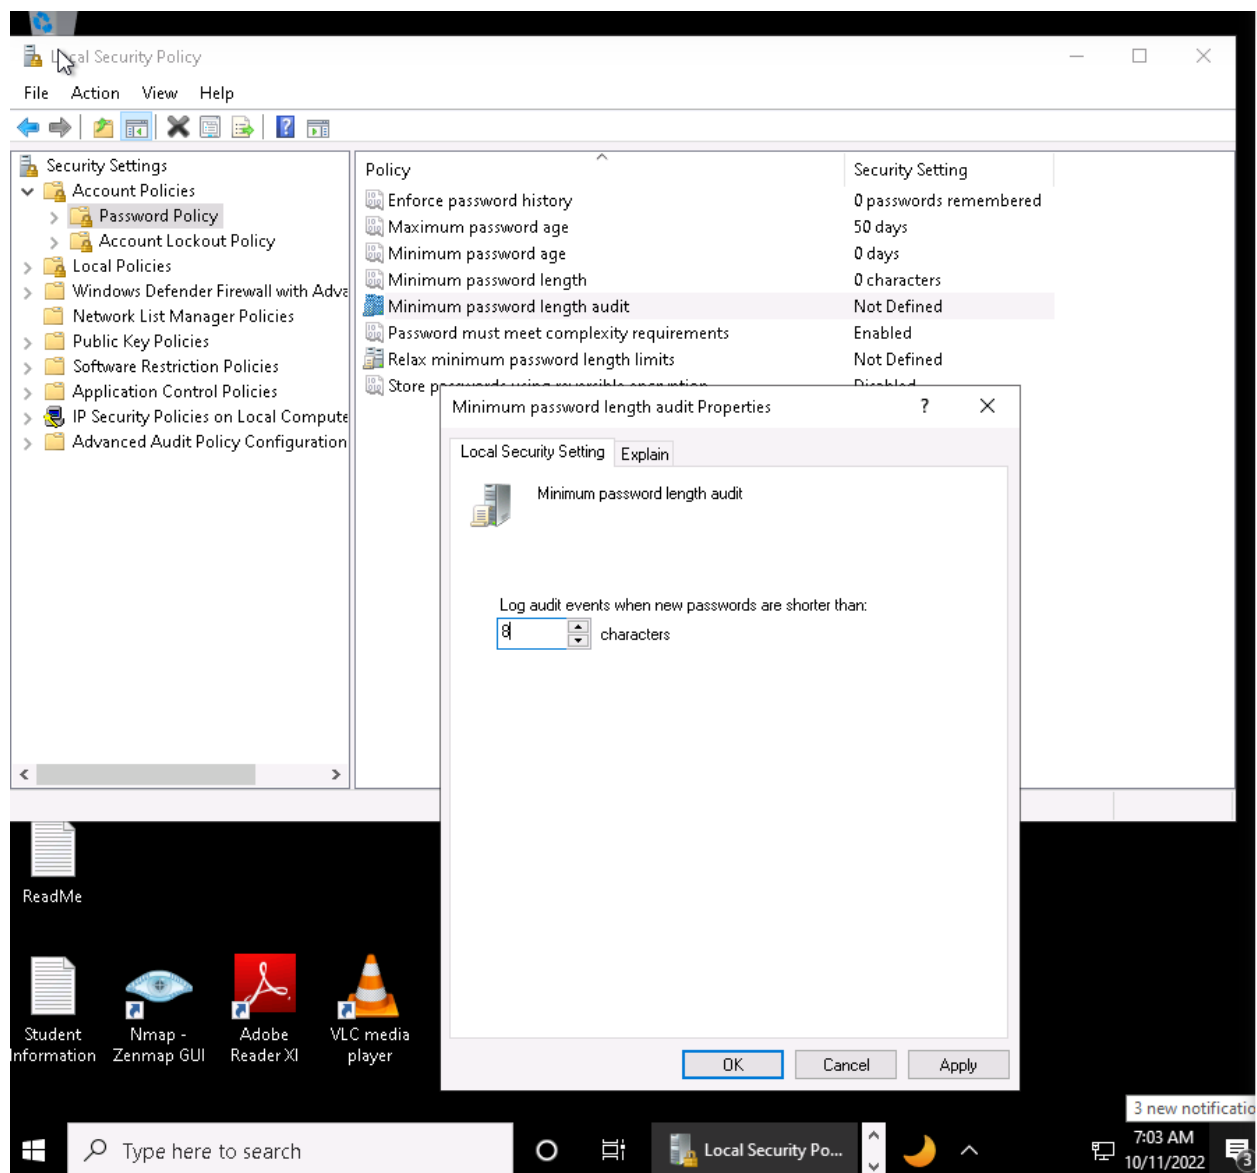 Local Security Policy
File Action View Help
Security Settings
Account Policies
Password Policy
Account Lockout Policy
Local Policies
Windows Defender Firewall with Adva
Network List Manager Policies
Public Key Policies
Software Restriction Policies
Application Control Policies
IP Security Policies on Local Compute
Advanced Audit Policy Configuration
Policy Security Setting
Enforce password history 0 passwords remembered
Maximum password age 50 days
Minimum password age 0 days
Minimum password length 0 characters
Minimum password length audit Not Defined
Password must meet complexity requirements Enabled
Relax minimum password length limits Not Defined
Store passwords using reversible encryption Disabled
Minimum password length audit Properties ?
Local Security Setting Explain
Minimum password length audit
Log audit events when new passwords are shorter than:
8 characters
OK Cancel Apply
ReadMe
Student Information
Nmap - Zenmap GUI
Adobe Reader XI
VLC media player
3 new notificatio
Type here to search
Local Security Po...
7:03 AM
10/11/2022
3